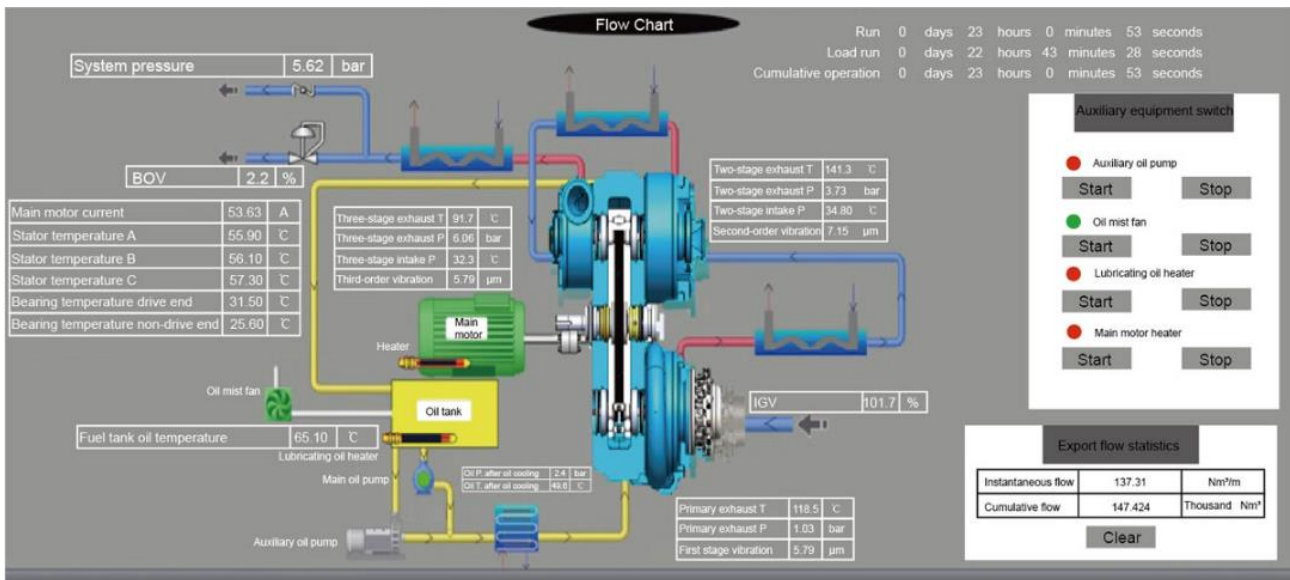 Flow Chart
Run 0 days 23 hours 0 minutes 53 seconds
Load run 0 days 22 hours 43 minutes 28 seconds
Cumulative operation 0 days 23 hours 0 minutes 53 seconds
System pressure 5.62 bar
BOV 2.2 %
Main motor current 53.63 A
Stator temperature A 55.90 ℃
Stator temperature B 56.10 ℃
Stator temperature C 57.30 ℃
Bearing temperature drive end 31.50 ℃
Bearing temperature non-drive end 25.60 ℃
Three-stage exhaust T 91.7 ℃
Three-stage exhaust P 6.06 bar
Three-stage intake P 32.3 ℃
Third-order vibration 5.79 μm
Two-stage exhaust T 141.3 ℃
Two-stage exhaust P 3.73 bar
Two-stage intake P 34.80 ℃
Second-order vibration 7.15 μm
Main motor
Heater
Oil mist fan
Oil tank
Fuel tank oil temperature 65.10 ℃
Lubricating oil heater
Main oil pump
Oil P. after oil cooling 2.4 bar
Oil T. after oil cooling 49.8 ℃
Auxiliary oil pump
IGV 101.7 %
Primary exhaust T 118.5 ℃
Primary exhaust P 1.03 bar
First stage vibration 5.79 μm
Auxiliary equipment switch
Auxiliary oil pump
Start Stop
Oil mist fan
Start Stop
Lubricating oil heater
Start Stop
Main motor heater
Start Stop
Export flow statistics
Instantaneous flow 137.31 Nm³/m
Cumulative flow 147.424 Thousand Nm³
Clear